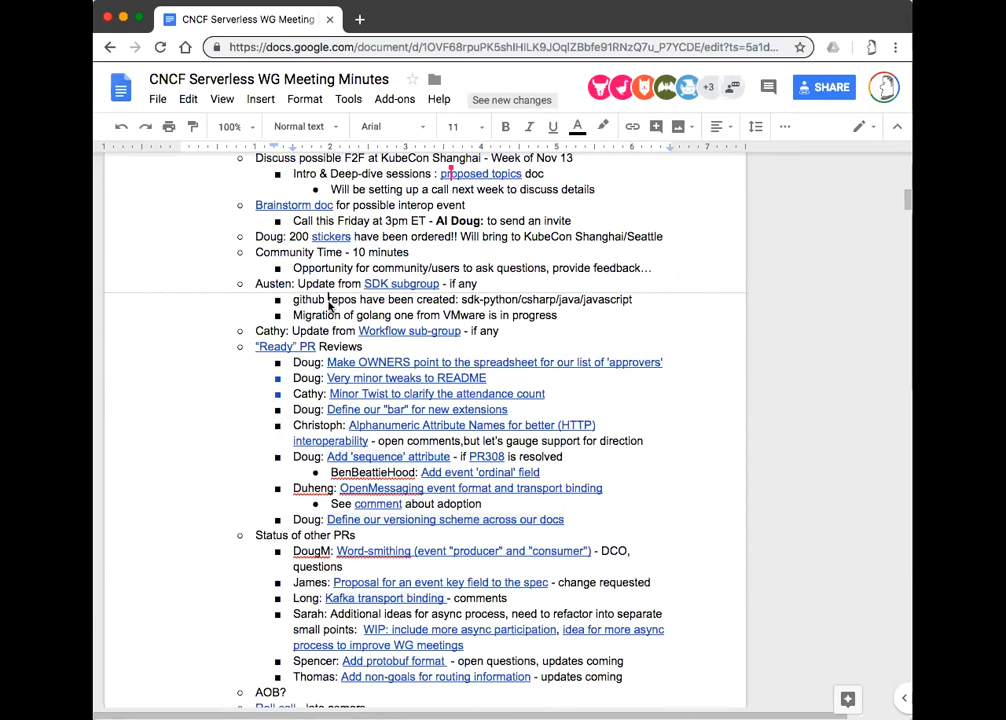 CNCF Serverless WG Meeting
https://docs.google.com/document/d/1OVF68rpuPK5shIHlLK9JOqlZBbfe91RNzQ7u_P7YCDE/edit?ts=5a1d...
CNCF Serverless WG Meeting Minutes
File Edit View Insert Format Tools Add-ons Help See new changes
+3
SHARE
100% Normal text Arial 11 B I U A
1 1 2 3 4 5 6 7
Discuss possible F2F at KubeCon Shanghai - Week of Nov 13
Intro & Deep-dive sessions : proposed topics doc
Will be setting up a call next week to discuss details
Brainstorm doc for possible interop event
Call this Friday at 3pm ET - AI Doug: to send an invite
Doug: 200 stickers have been ordered!! Will bring to KubeCon Shanghai/Seattle
Community Time - 10 minutes
Opportunity for community/users to ask questions, provide feedback…
Austen: Update from SDK subgroup - if any
github repos have been created: sdk-python/csharp/java/javascript
Migration of golang one from VMware is in progress
Cathy: Update from Workflow sub-group - if any
“Ready” PR Reviews
Doug: Make OWNERS point to the spreadsheet for our list of 'approvers'
Doug: Very minor tweaks to README
Cathy: Minor Twist to clarify the attendance count
Doug: Define our "bar" for new extensions
Christoph: Alphanumeric Attribute Names for better (HTTP)
interoperability - open comments,but let’s gauge support for direction
Doug: Add 'sequence' attribute - if PR308 is resolved
BenBeattieHood: Add event 'ordinal' field
Duheng: OpenMessaging event format and transport binding
See comment about adoption
Doug: Define our versioning scheme across our docs
Status of other PRs
DougM: Word-smithing (event "producer" and "consumer") - DCO,
questions
James: Proposal for an event key field to the spec - change requested
Long: Kafka transport binding - comments
Sarah: Additional ideas for async process, need to refactor into separate
small points: WIP: include more async participation, idea for more async
process to improve WG meetings
Spencer: Add protobuf format - open questions, updates coming
Thomas: Add non-goals for routing information - updates coming
AOB?